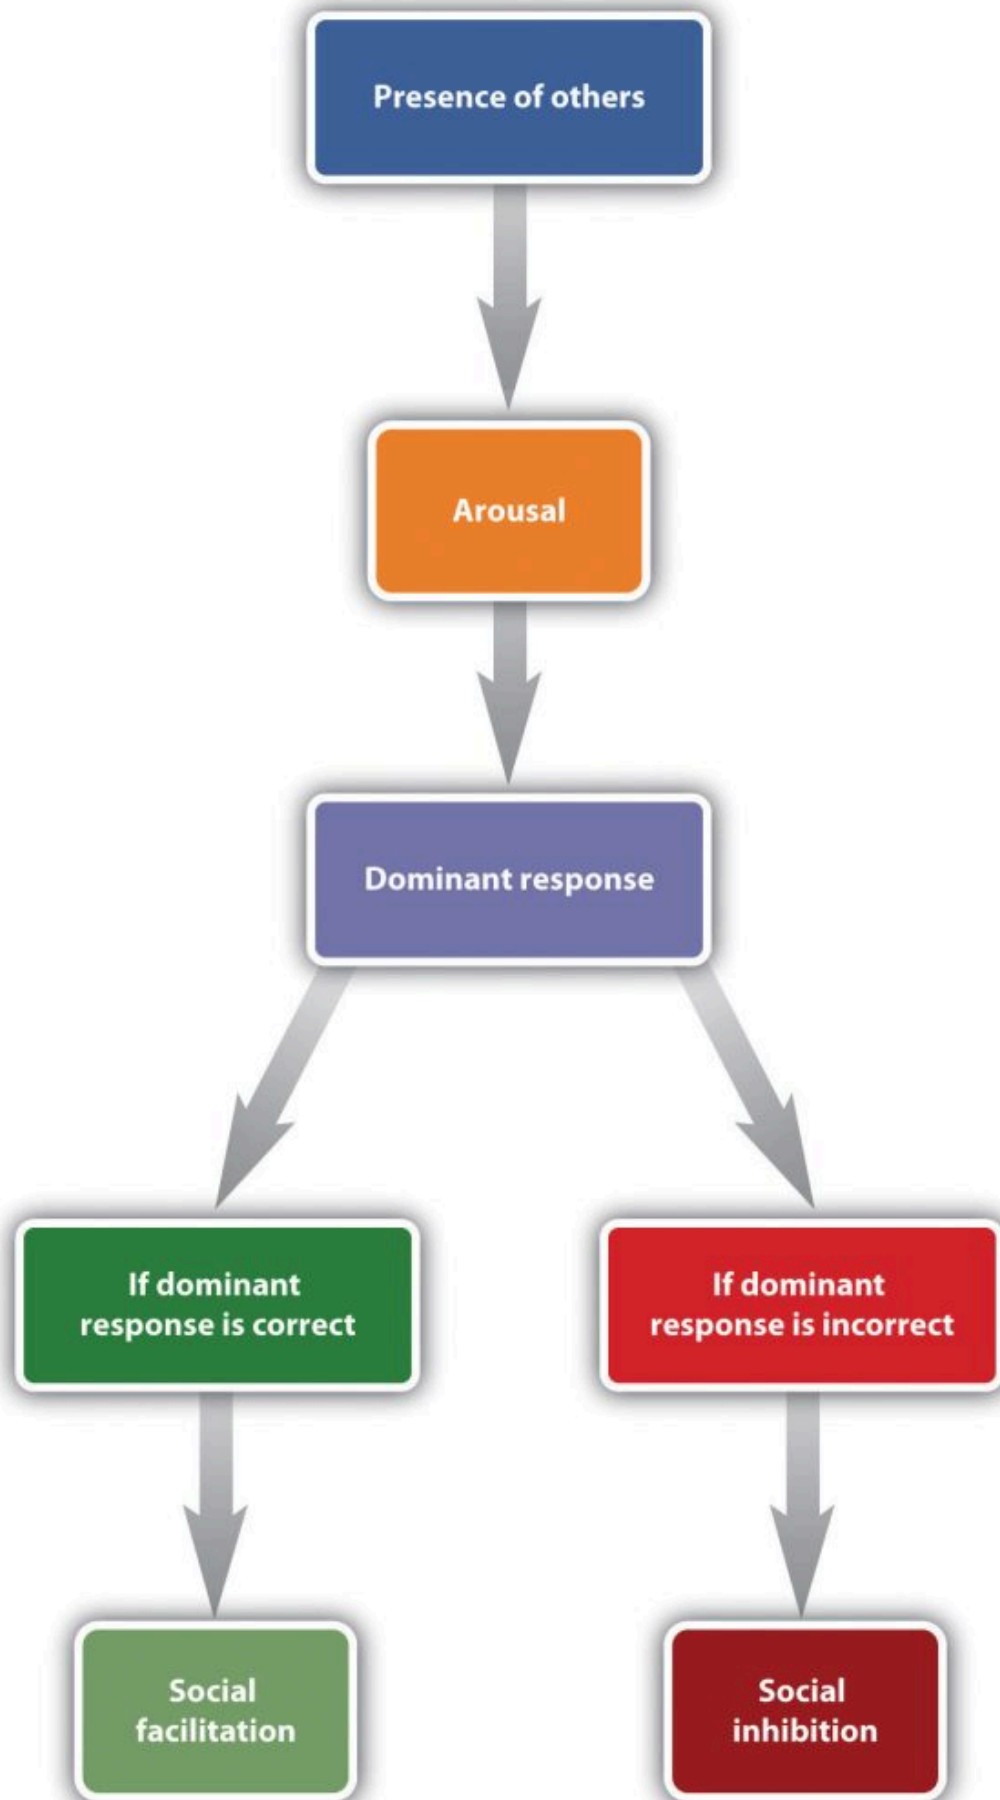 Presence of others
Arousal
Dominant response
If dominant
response is correct
If dominant
response is incorrect
Social
facilitation
Social
inhibition